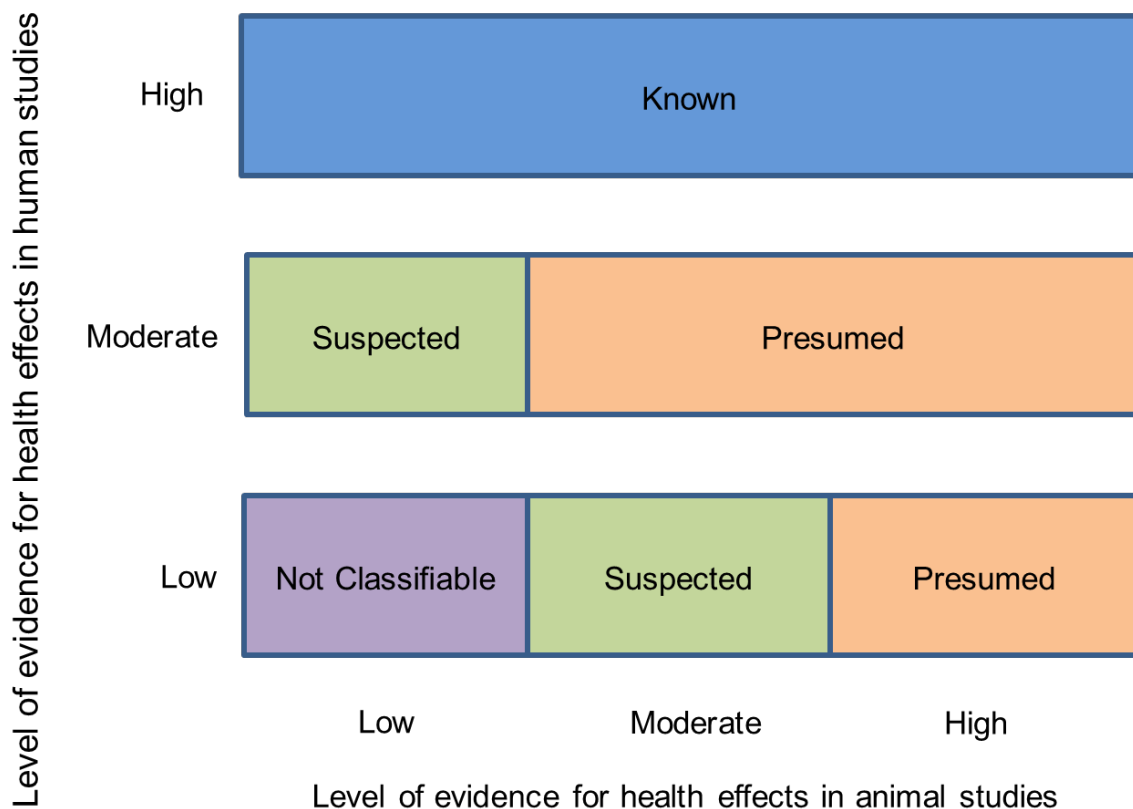 Level of evidence for health effects in human studies
High
Known
Moderate
Suspected
Presumed
Low
Not Classifiable
Suspected
Presumed
Low
Moderate
High
Level of evidence for health effects in animal studies